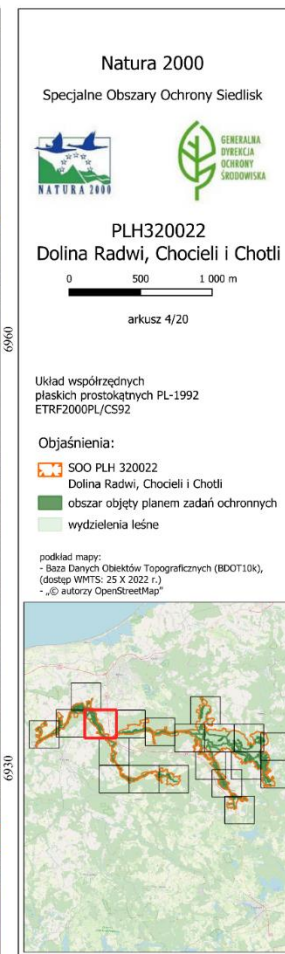 Natura 2000
Specjalne Obszary Ochrony Siedlisk
NATURA 2000
GENERALNA
DYREKCJA
OCHRONY
ŚRODOWISKA
PLH320022
Dolina Radwi, Chocieli i Chotli
0 500 1 000 m
arkusz 4/20
6960
Układ współrzędnych
płaskich prostokątnych PL-1992
ETRF2000PL/CS92
Objaśnienia:
SOO PLH 320022
Dolina Radwi, Chocieli i Chotli
obszar objęty planem zadań ochronnych
wydzielenia leśne
podkład mapy:
- Baza Danych Obiektów Topograficznych (BDOT10k),
(dostęp WMTS: 25 X 2022 r.)
- „© autorzy OpenStreetMap"
6930